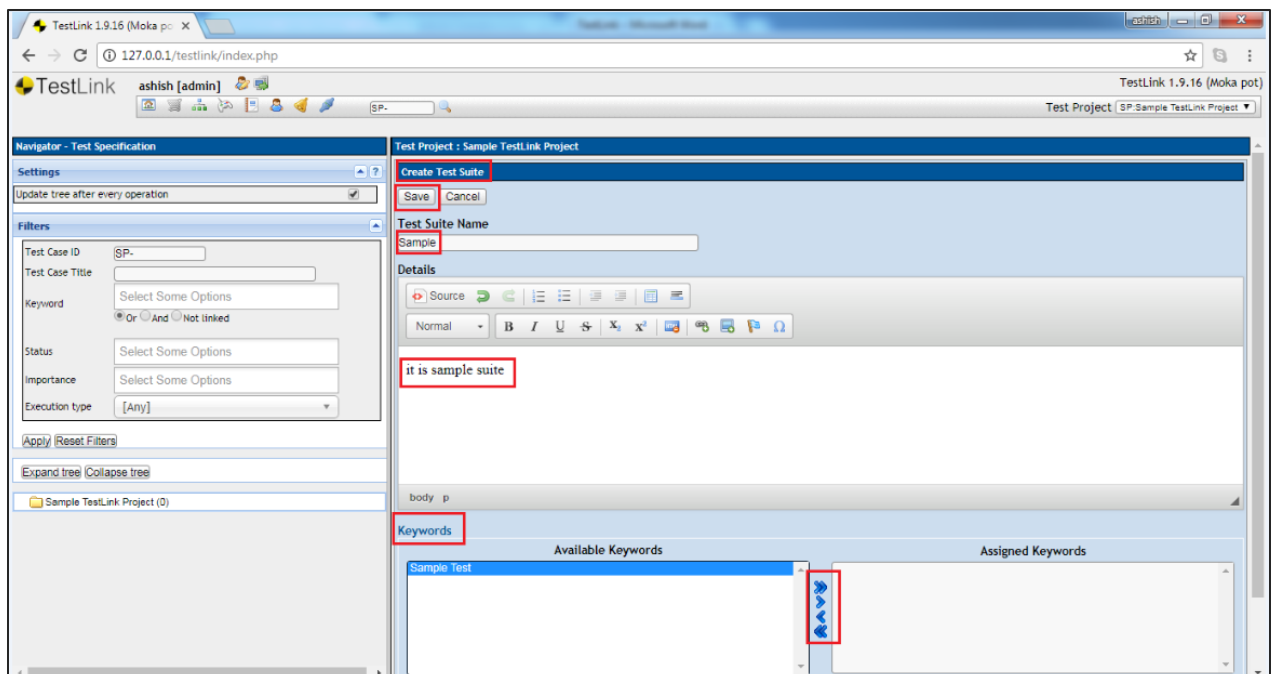 TestLink 1.9.16 (Moka po
TestLink - Microsoft Word
ashish
127.0.0.1/testlink/index.php
TestLink ashish [admin] TestLink 1.9.16 (Moka pot)
SP- Test Project SP:Sample TestLink Project
Navigator - Test Specification
Settings
?
Update tree after every operation
Filters
Test Case ID SP-
Test Case Title
Keyword Select Some Options
Or And Not linked
Status Select Some Options
Importance Select Some Options
Execution type [Any]
Apply Reset Filters
Expand tree Collapse tree
Sample TestLink Project (0)
Test Project : Sample TestLink Project
Create Test Suite
Save Cancel
Test Suite Name
Sample
Details
Source
Normal B I U S X₂ x² Ω
it is sample suite
body p
Keywords
Available Keywords Assigned Keywords
Sample Test